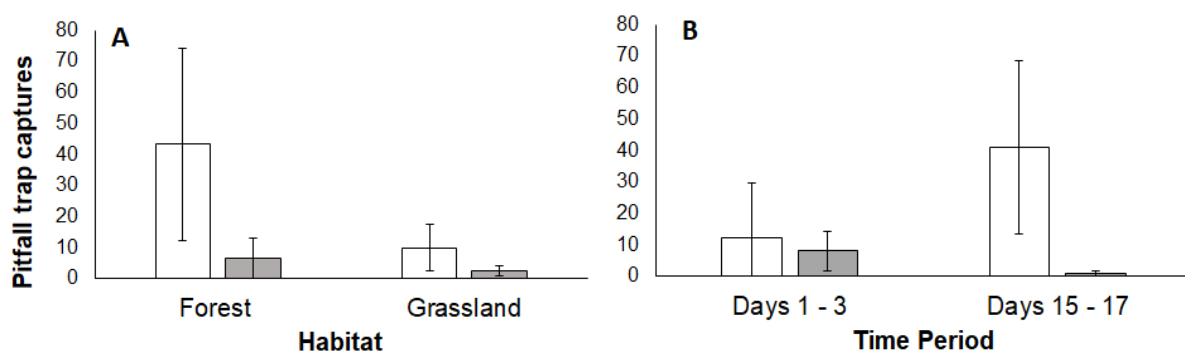 A
Pitfall trap captures
80
70
60
50
40
30
20
10
0
Forest Grassland
Habitat
B
80
70
60
50
40
30
20
10
0
Days 1 - 3 Days 15 - 17
Time Period